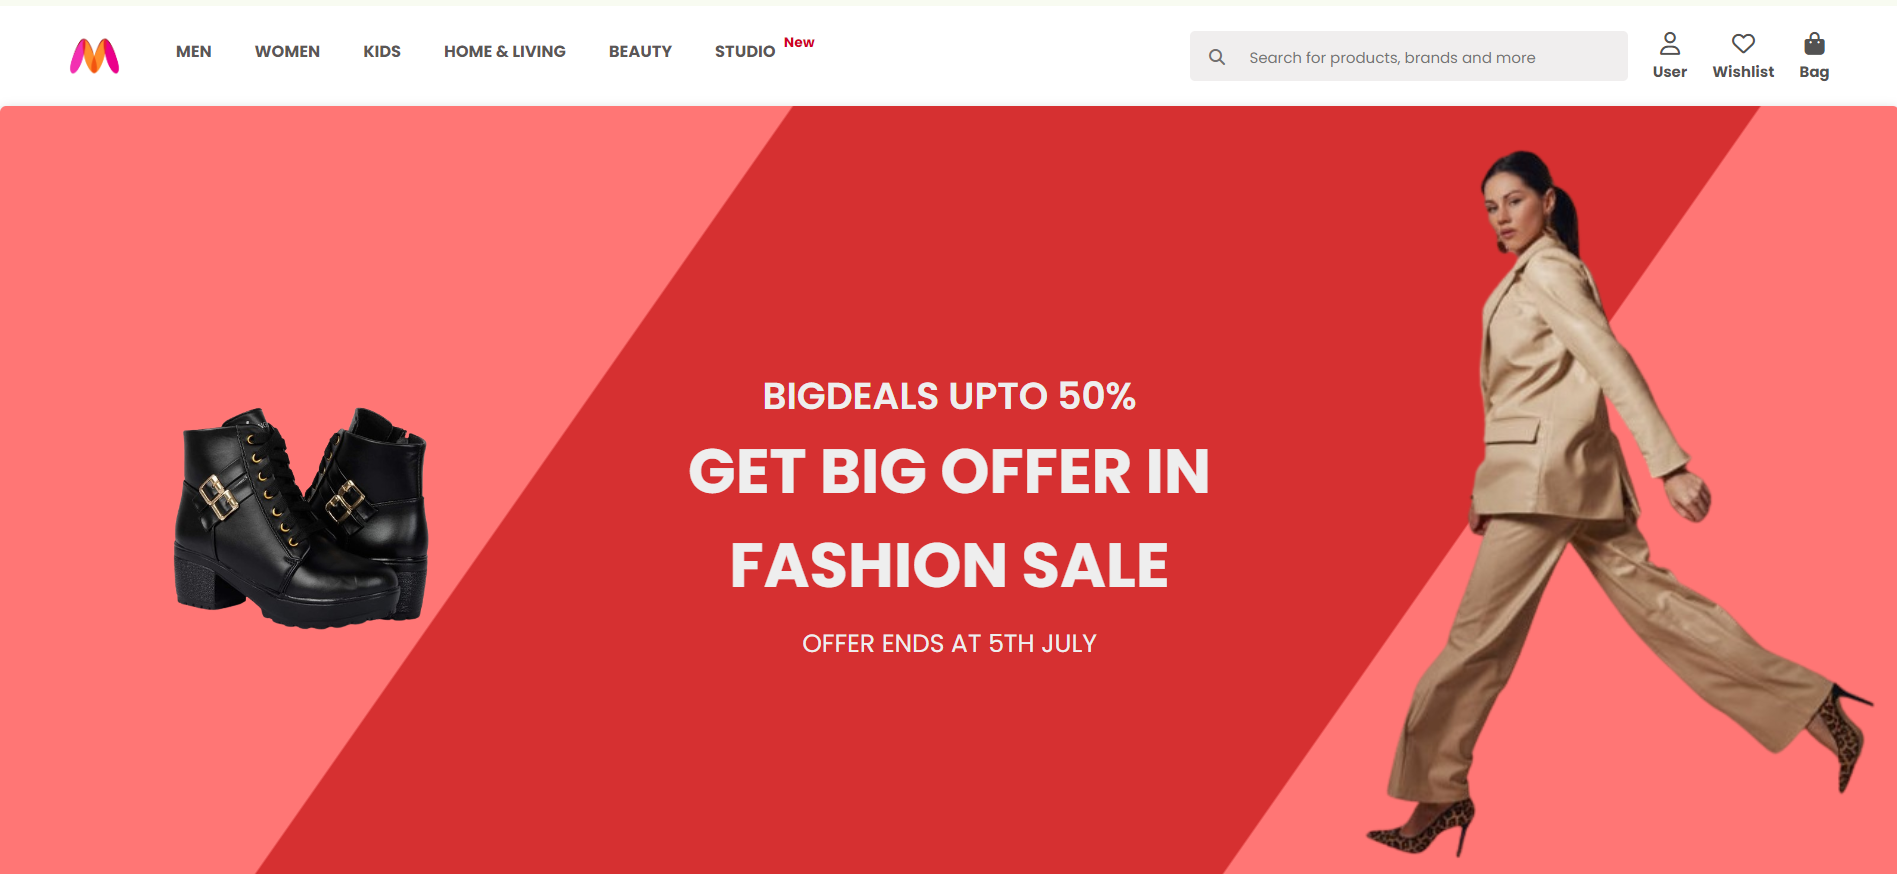 MEN WOMEN KIDS HOME & LIVING BEAUTY STUDIO New
Search for products, brands and more
User Wishlist Bag
BIGDEALS UPTO 50%
GET BIG OFFER IN
FASHION SALE
OFFER ENDS AT 5TH JULY